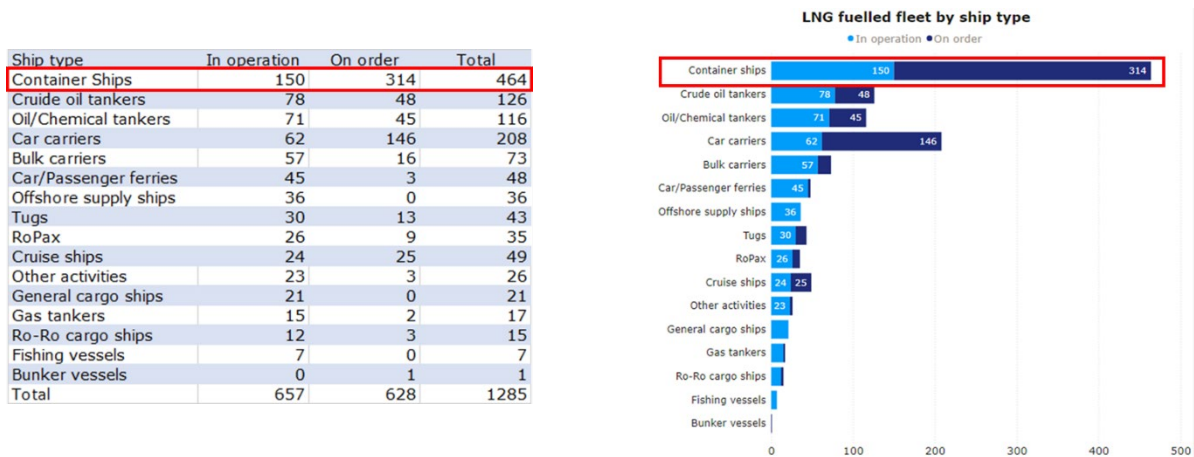 Ship type In operation On order Total
Container Ships 150 314 464
Cruide oil tankers 78 48 126
Oil/Chemical tankers 71 45 116
Car carriers 62 146 208
Bulk carriers 57 16 73
Car/Passenger ferries 45 3 48
Offshore supply ships 36 0 36
Tugs 30 13 43
RoPax 26 9 35
Cruise ships 24 25 49
Other activities 23 3 26
General cargo ships 21 0 21
Gas tankers 15 2 17
Ro-Ro cargo ships 12 3 15
Fishing vessels 7 0 7
Bunker vessels 0 1 1
Total 657 628 1285
LNG fuelled fleet by ship type
In operation On order
Container ships 150 314
Crude oil tankers 78 48
Oil/Chemical tankers 71 45
Car carriers 62 146
Bulk carriers 57
Car/Passenger ferries 45
Offshore supply ships 36
Tugs 30
RoPax 26
Cruise ships 24 25
Other activities 23
General cargo ships
Gas tankers
Ro-Ro cargo ships
Fishing vessels
Bunker vessels
0 100 200 300 400 500